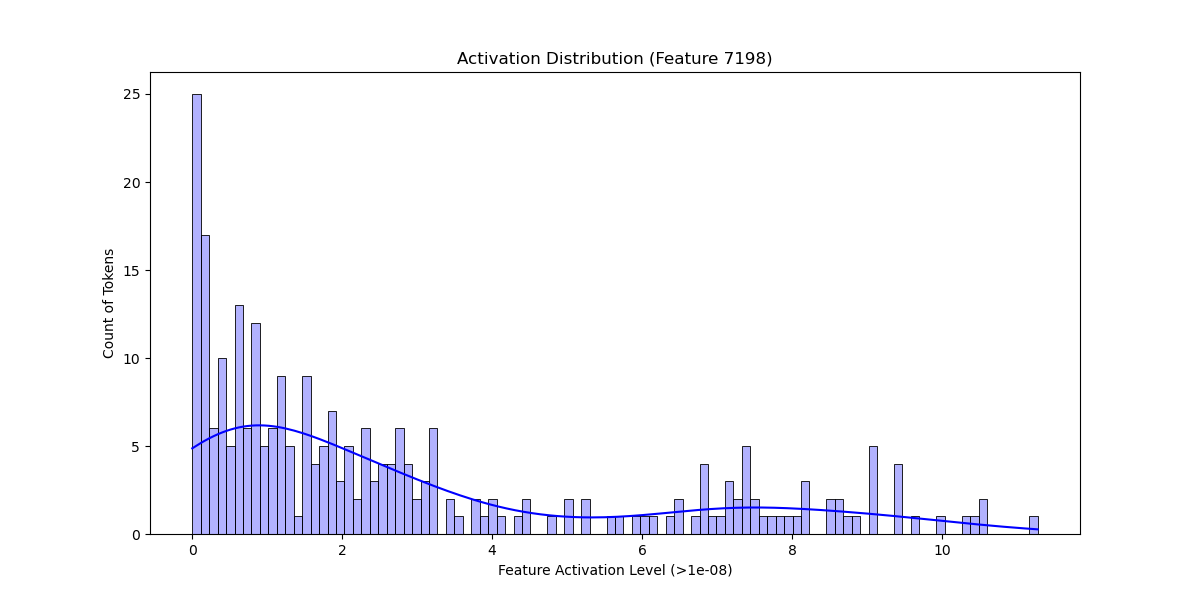 Activation Distribution (Feature 7198)
25
20
15
10
5
0
Count of Tokens
0 2 4 6 8 10
Feature Activation Level (>1e-08)